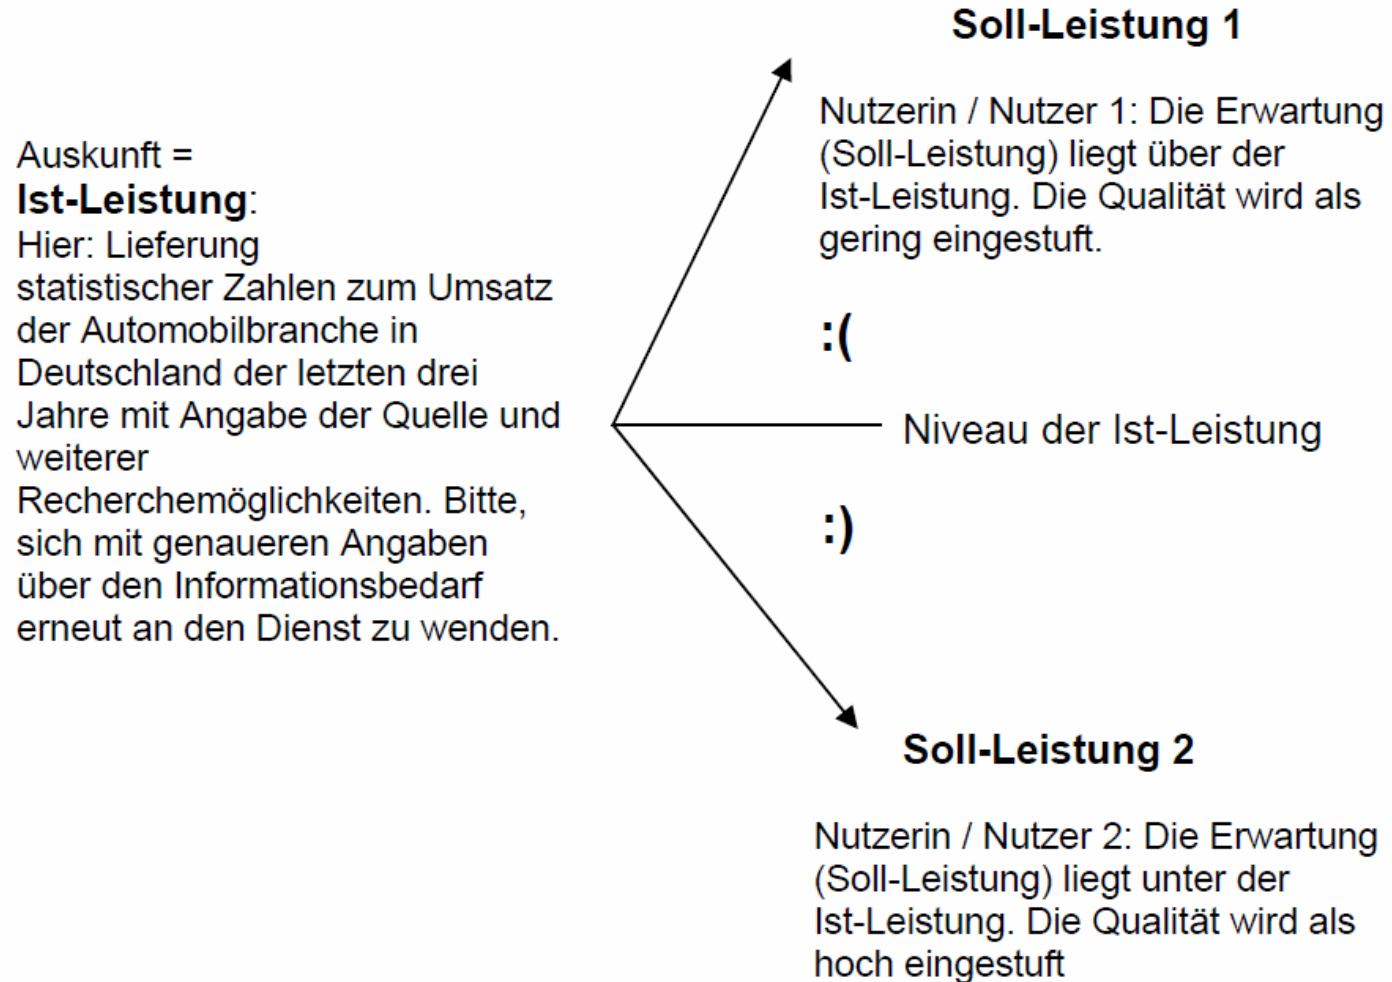 Auskunft =
Ist-Leistung:
Hier: Lieferung
statistischer Zahlen zum Umsatz
der Automobilbranche in
Deutschland der letzten drei
Jahre mit Angabe der Quelle und
weiterer
Recherchemöglichkeiten. Bitte,
sich mit genaueren Angaben
über den Informationsbedarf
erneut an den Dienst zu wenden.
Soll-Leistung 1
Nutzerin / Nutzer 1: Die Erwartung
(Soll-Leistung) liegt über der
Ist-Leistung. Die Qualität wird als
gering eingestuft.
:(
Niveau der Ist-Leistung
:)
Soll-Leistung 2
Nutzerin / Nutzer 2: Die Erwartung
(Soll-Leistung) liegt unter der
Ist-Leistung. Die Qualität wird als
hoch eingestuft